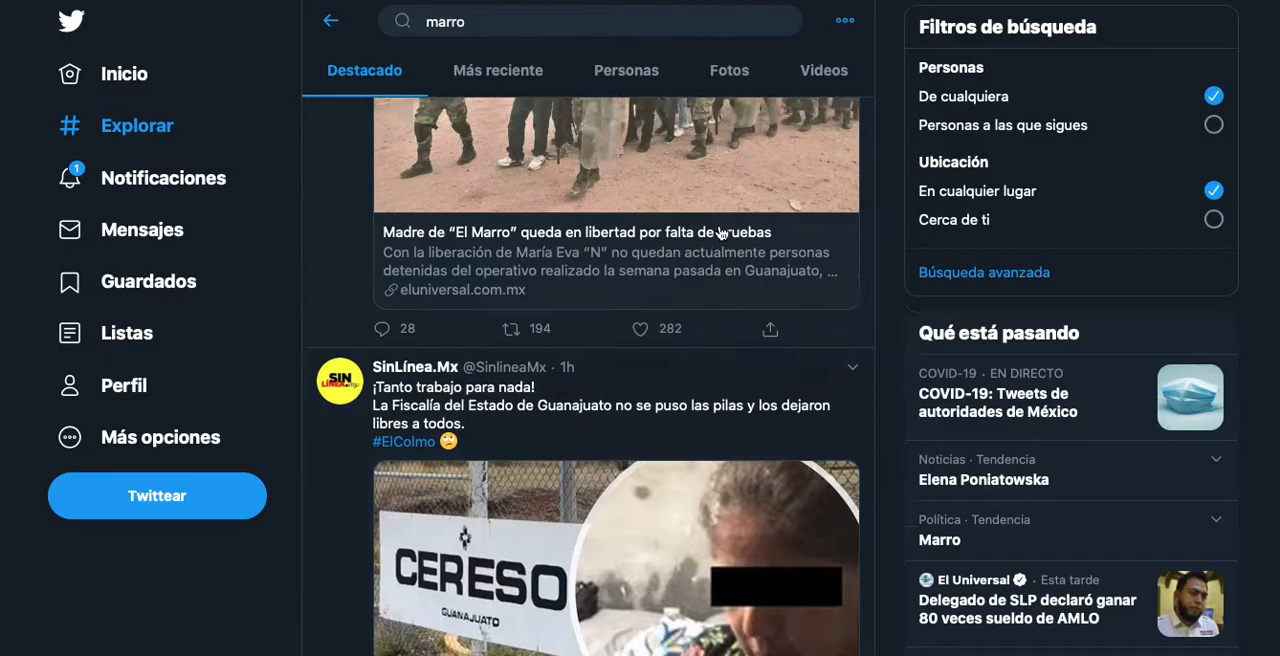 Inicio
Explorar
1
Notificaciones
Mensajes
Guardados
Listas
Perfil
Más opciones
Twittear
marro
Destacado
Más reciente
Personas
Fotos
Videos
Madre de “El Marro” queda en libertad por falta de pruebas
Con la liberación de María Eva “N” no quedan actualmente personas
detenidas del operativo realizado la semana pasada en Guanajuato, ...
eluniversal.com.mx
28
194
282
SinLínea.Mx @SinlineaMx · 1h
¡Tanto trabajo para nada!
La Fiscalía del Estado de Guanajuato no se puso las pilas y los dejaron
libres a todos.
#ElColmo 🙄
SIN
LÍNEA.mx
CERESO
GUANAJUATO
Filtros de búsqueda
Personas
De cualquiera
Personas a las que sigues
Ubicación
En cualquier lugar
Cerca de ti
Búsqueda avanzada
Qué está pasando
COVID-19 · EN DIRECTO
COVID-19: Tweets de
autoridades de México
Noticias · Tendencia
Elena Poniatowska
Política · Tendencia
Marro
El Universal · Esta tarde
Delegado de SLP declaró ganar
80 veces sueldo de AMLO